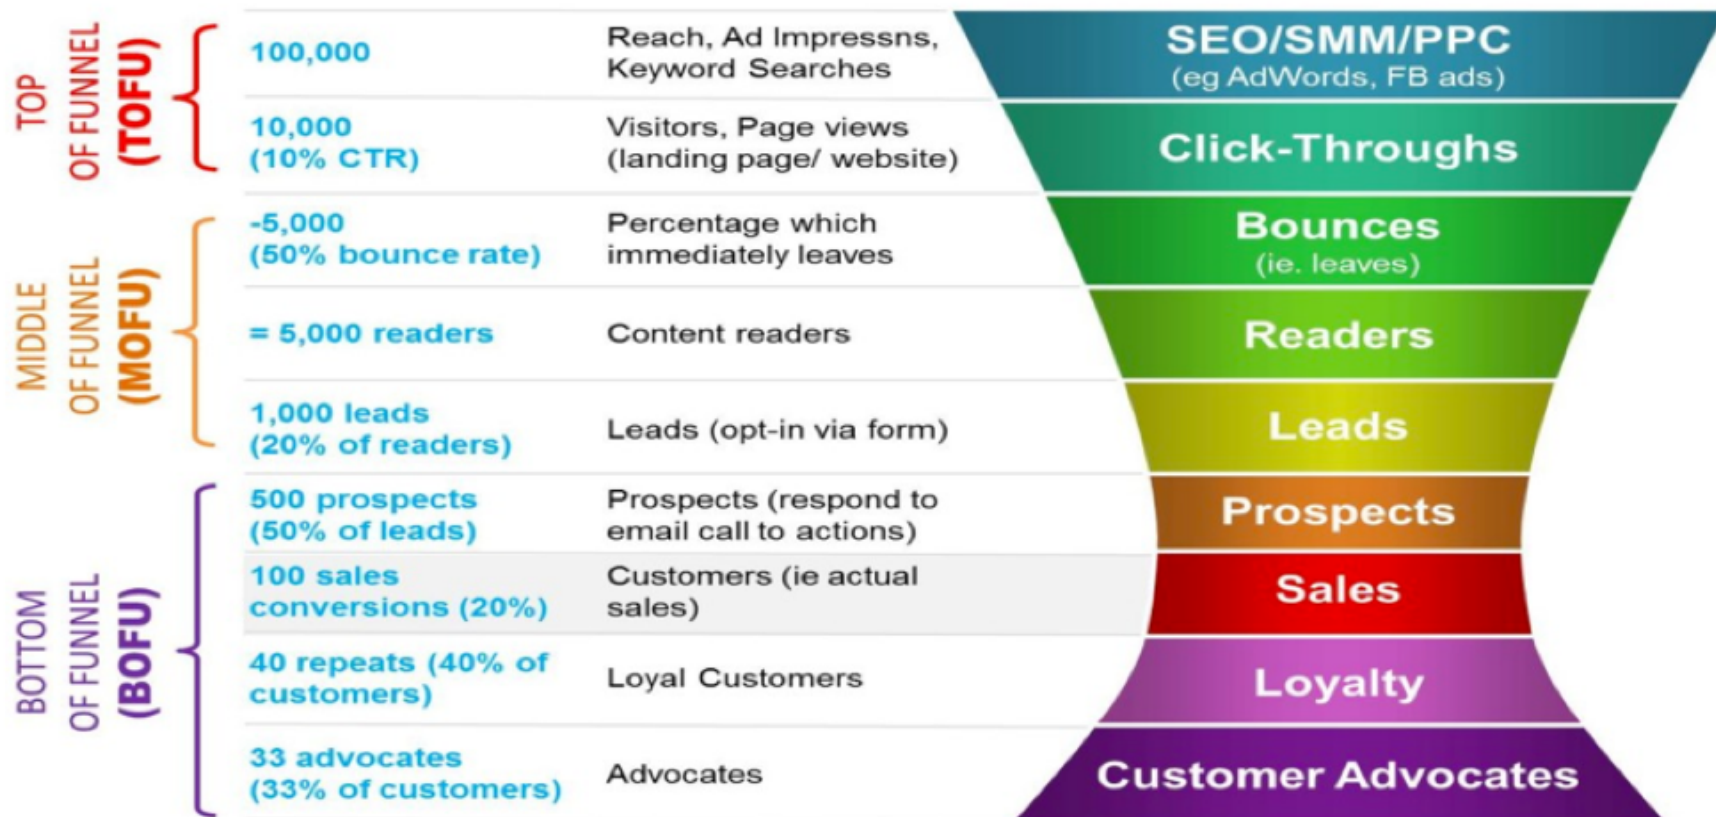 TOP
OF FUNNEL
(TOFU)
100,000
Reach, Ad Impressns,
Keyword Searches
SEO/SMM/PPC
(eg AdWords, FB ads)
10,000
(10% CTR)
Visitors, Page views
(landing page/ website)
Click-Throughs
MIDDLE
OF FUNNEL
(MOFU)
-5,000
(50% bounce rate)
Percentage which
immediately leaves
Bounces
(ie. leaves)
= 5,000 readers
Content readers
Readers
1,000 leads
(20% of readers)
Leads (opt-in via form)
Leads
BOTTOM
OF FUNNEL
(BOFU)
500 prospects
(50% of leads)
Prospects (respond to
email call to actions)
Prospects
100 sales
conversions (20%)
Customers (ie actual
sales)
Sales
40 repeats (40% of
customers)
Loyal Customers
Loyalty
33 advocates
(33% of customers)
Advocates
Customer Advocates